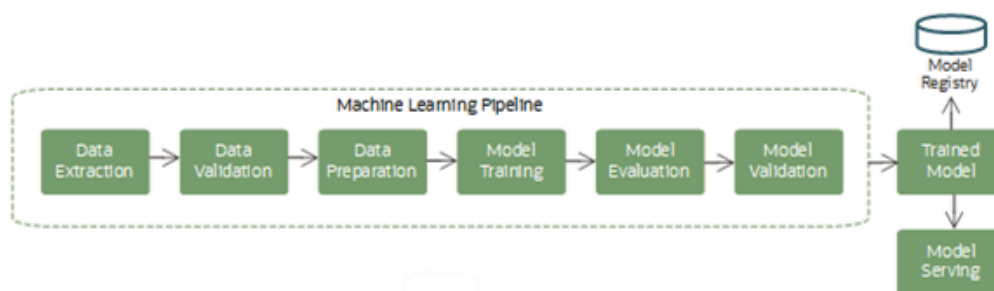 Model
Registry
Machine Learning Pipeline
Data
Extraction
Data
Validation
Data
Preparation
Model
Training
Model
Evaluation
Model
Validation
Trained
Model
Model
Serving